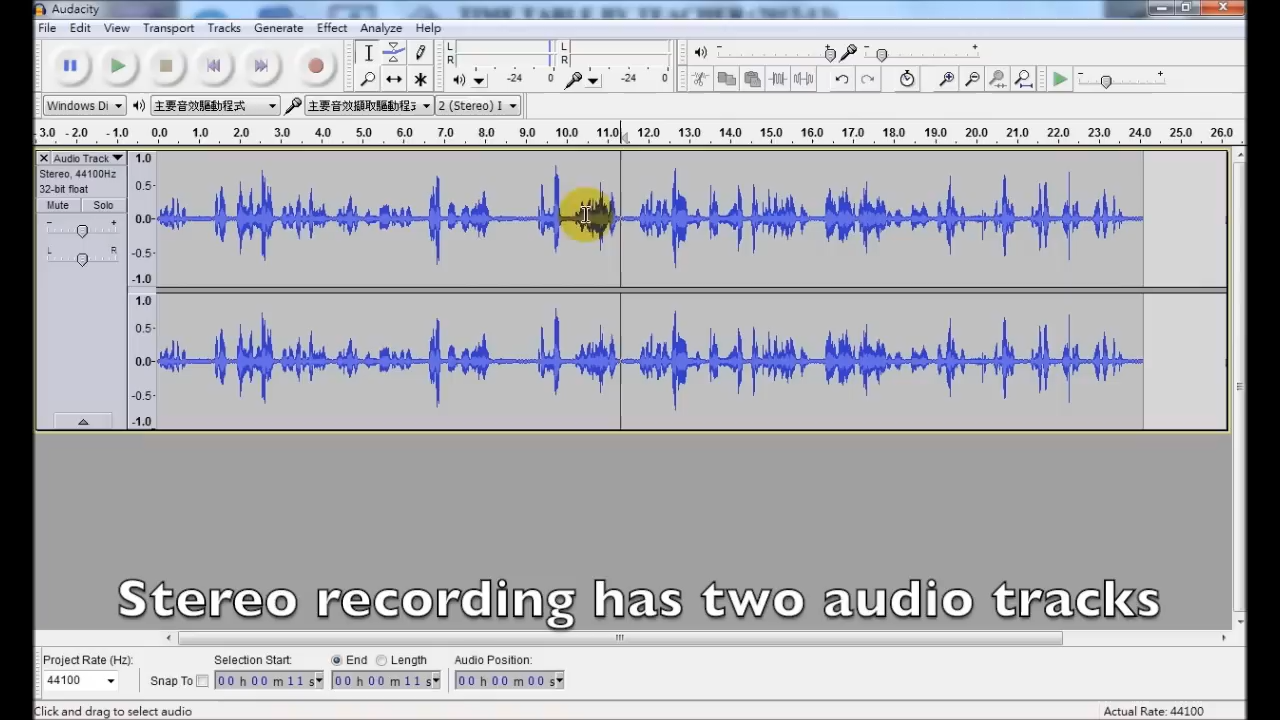 Audacity
File Edit View Transport Tracks Generate Effect Analyze Help
L R -24 0 L R -24 0
Windows Di 主要音效驅動程式 主要音效擷取驅動程式 2 (Stereo) I
- 3.0 - 2.0 - 1.0 0.0 1.0 2.0 3.0 4.0 5.0 6.0 7.0 8.0 9.0 10.0 11.0 12.0 13.0 14.0 15.0 16.0 17.0 18.0 19.0 20.0 21.0 22.0 23.0 24.0 25.0 26.0
Audio Track 1.0
Stereo, 44100Hz
32-bit float 0.5
Mute Solo
0.0
L R -0.5
-1.0
1.0
0.5
0.0
-0.5
-1.0
Stereo recording has two audio tracks
Project Rate (Hz): Selection Start: End Length Audio Position:
44100 Snap To 00 h 00 m 11 s 00 h 00 m 11 s 00 h 00 m 00 s
Click and drag to select audio Actual Rate: 44100